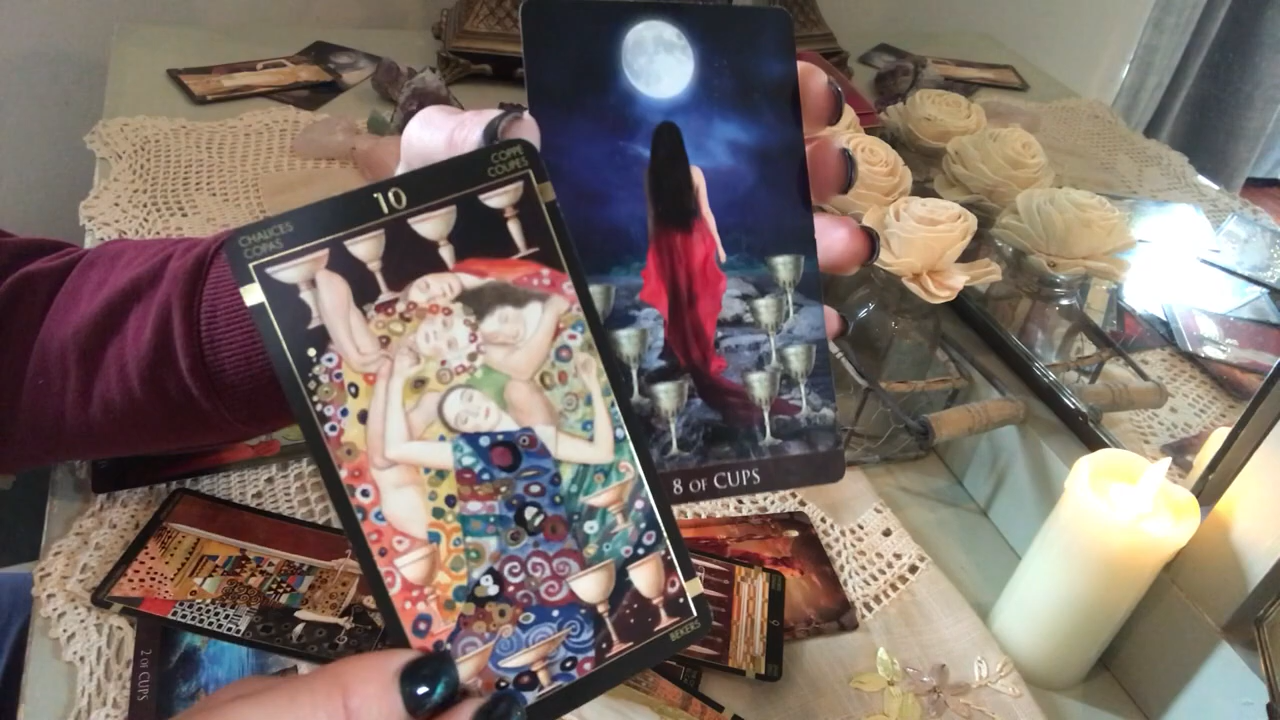 10
CHALICES
COPAS
COPPE
COUPES
BEKERS
8 OF CUPS
2 OF CUPS